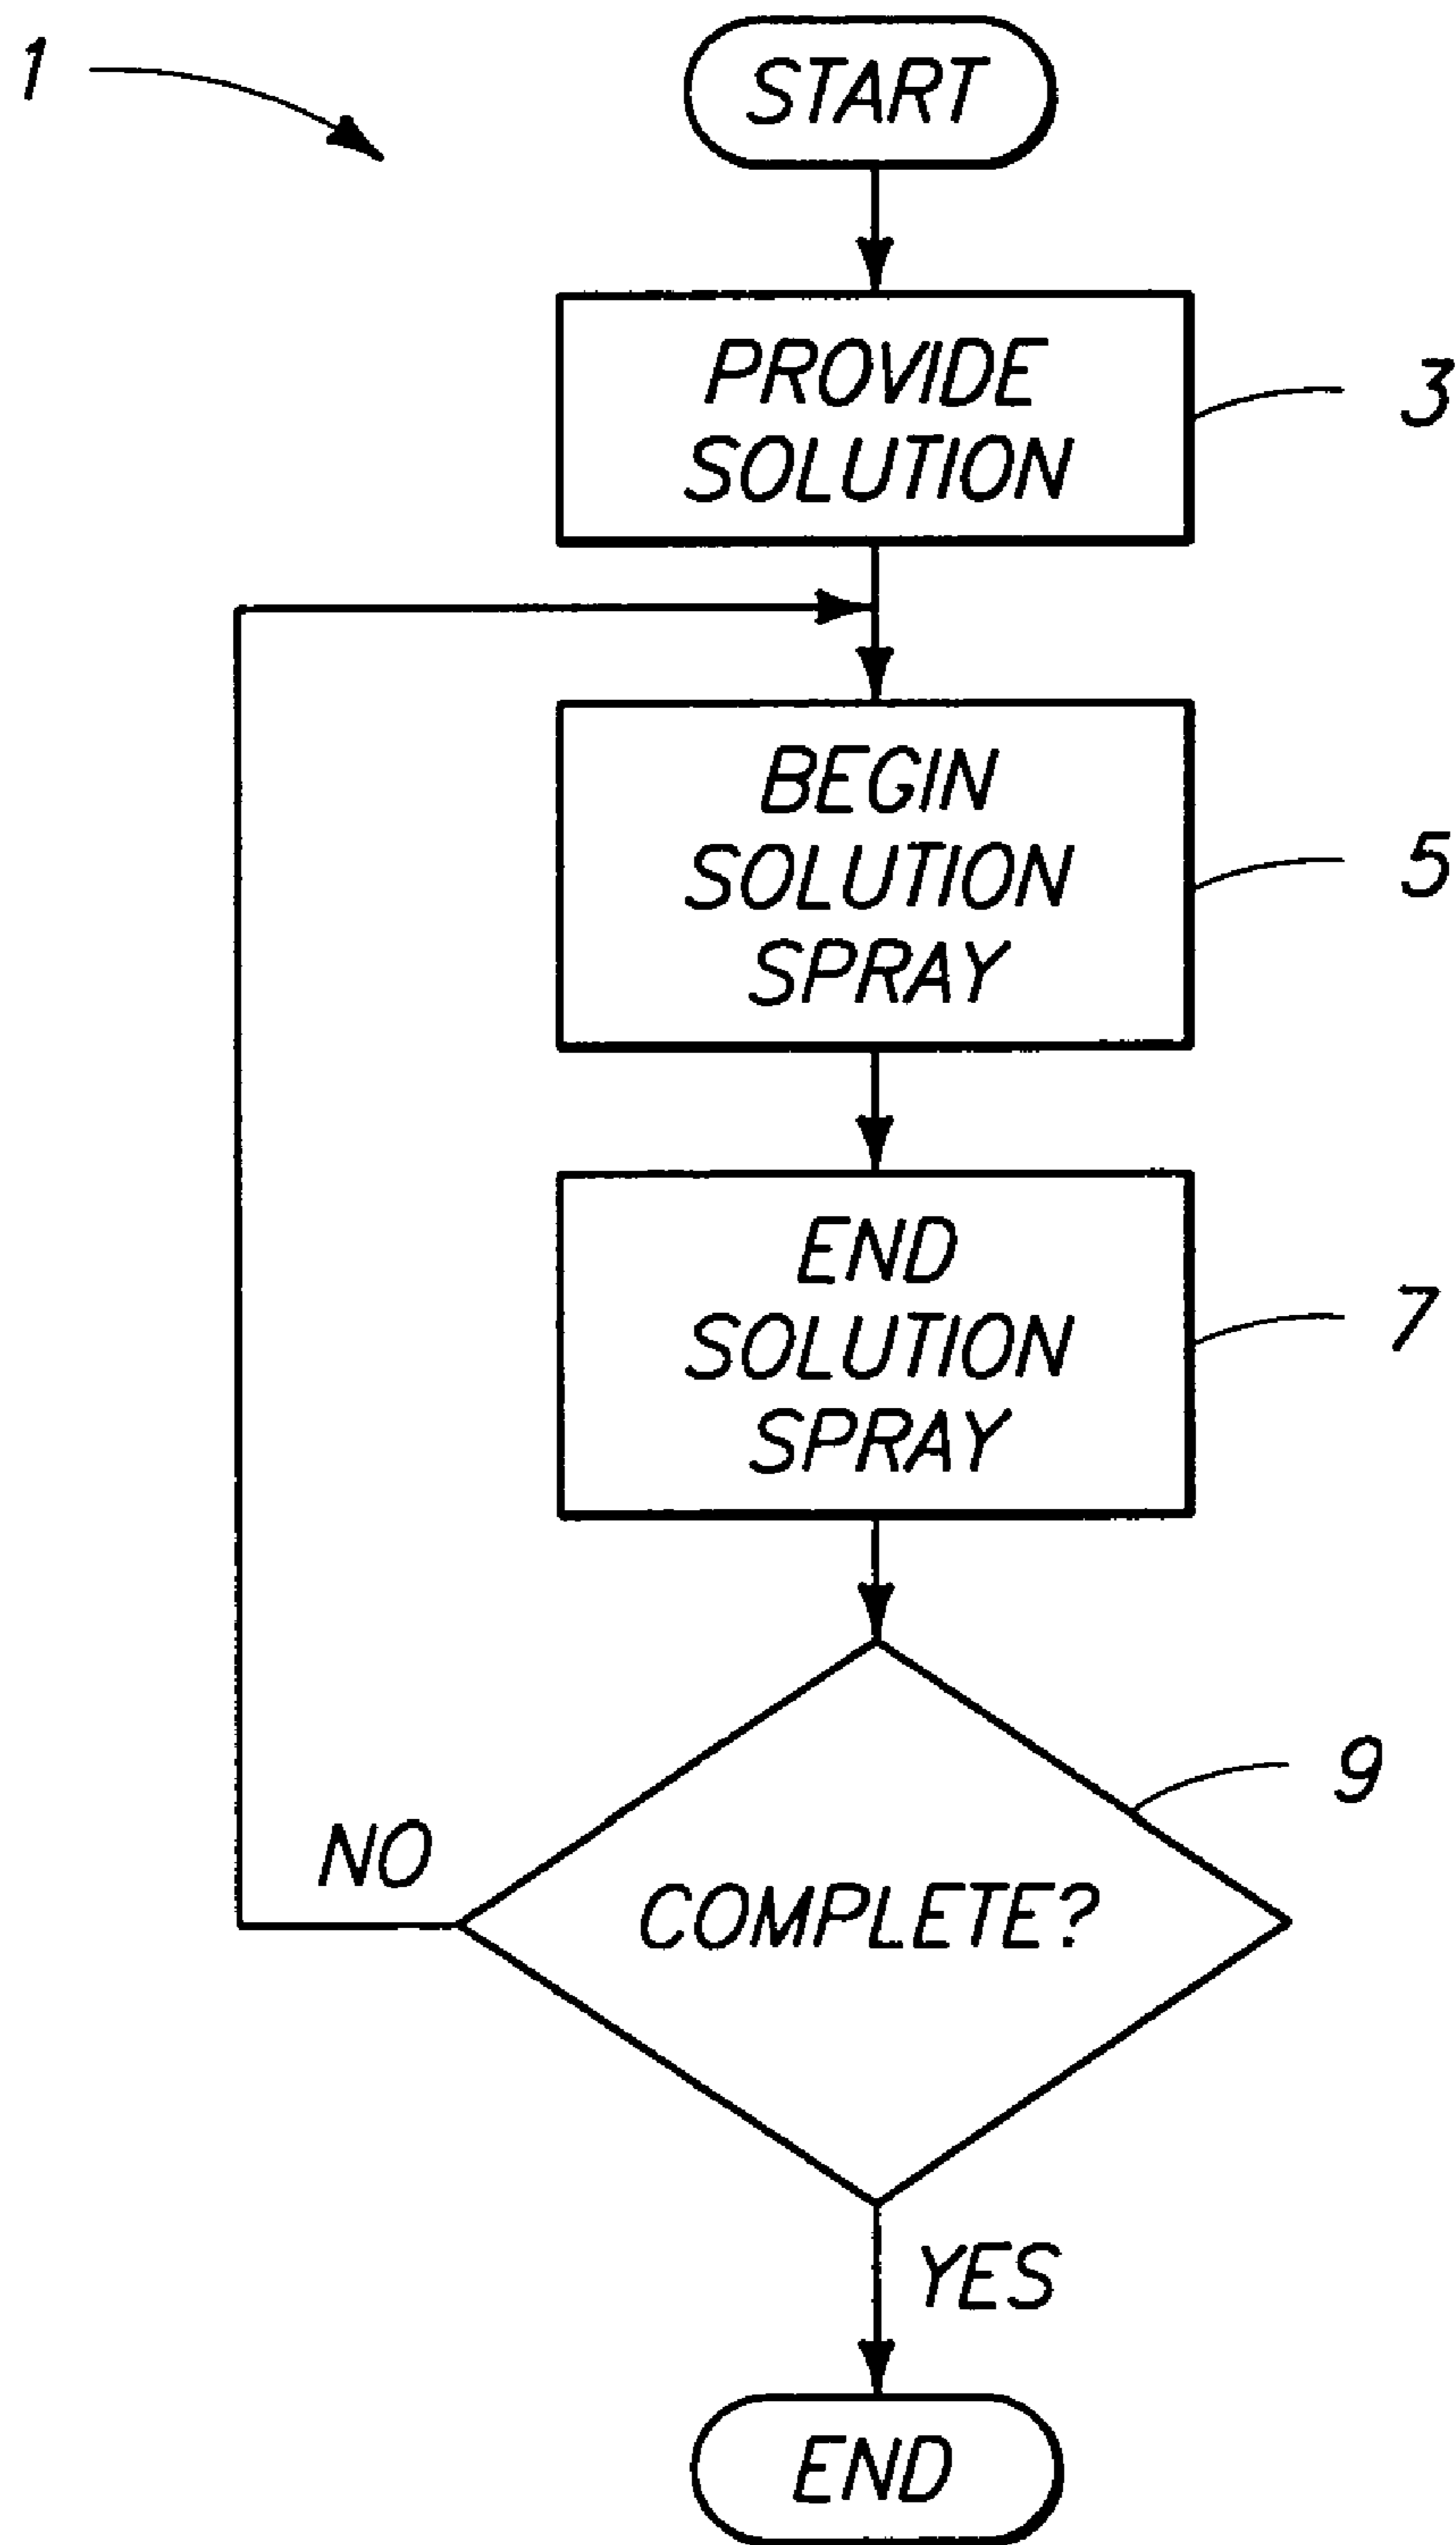 1
START
PROVIDE
SOLUTION
3
BEGIN
SOLUTION
SPRAY
5
END
SOLUTION
SPRAY
7
9
NO
COMPLETE?
YES
END